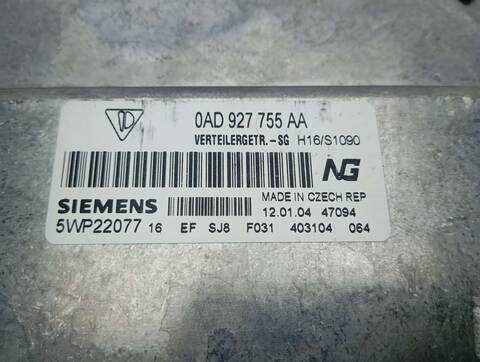 0AD 927 755 AA
VERTEILERGETR.-SG H16/S1090
NG
MADE IN CZECH REP
SIEMENS 12.01.04 47094
5WP22077 16 EF SJ8 F031 403104 064